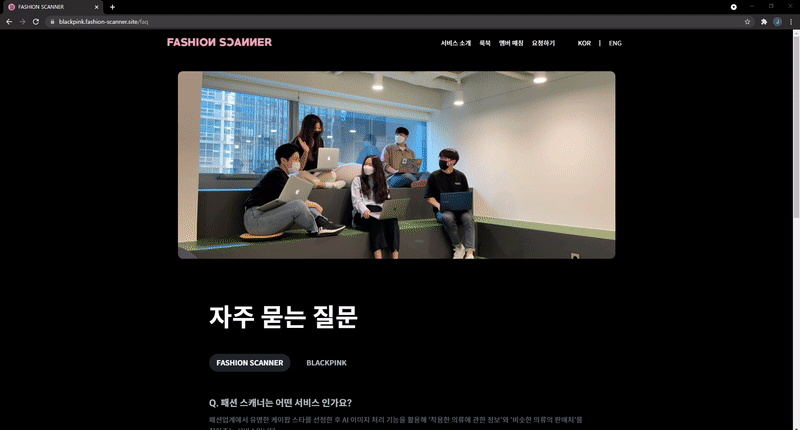 FASHION SCANNER
blackpink.fashion-scanner.site/faq
FASHION SCANNER
서비스 소개 룩북 멤버 매칭 요청하기 KOR | ENG
자주 묻는 질문
FASHION SCANNER BLACKPINK
Q. 패션 스캐너는 어떤 서비스 인가요?
패션업계에서 유명한 케이팝 스타를 선정한 후 AI 이미지 처리 기능을 활용해 '착용한 의류에 관한 정보'와 '비슷한 의류의 판매처'를